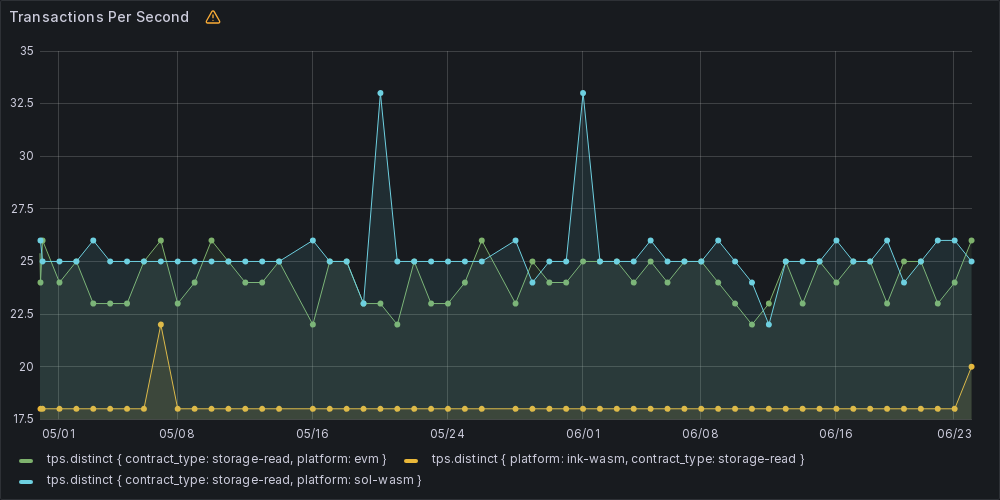 Transactions Per Second
35
32.5
30
27.5
25
22.5
20
17.5
05/01 05/08 05/16 05/24 06/01 06/08 06/16 06/23
tps.distinct { contract_type: storage-read, platform: evm } tps.distinct { platform: ink-wasm, contract_type: storage-read }
tps.distinct { contract_type: storage-read, platform: sol-wasm }